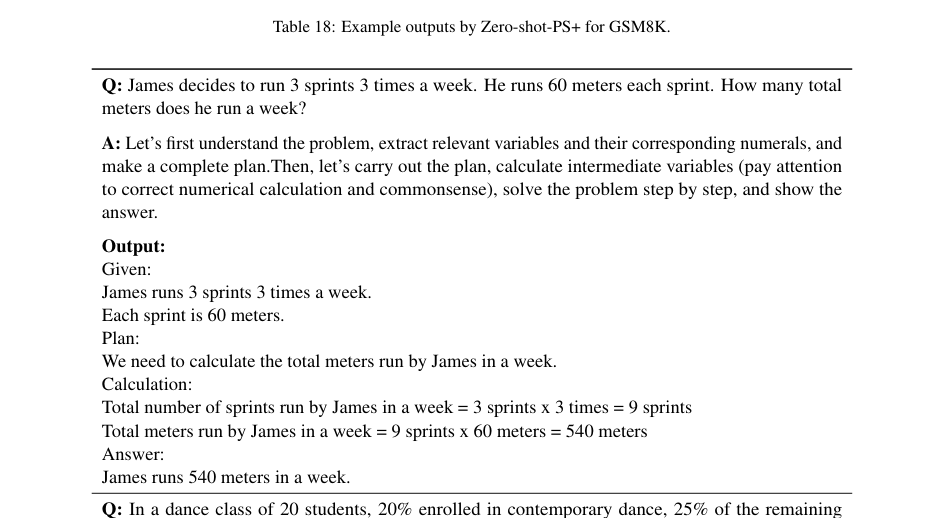 Table 18: Example outputs by Zero-shot-PS+ for GSM8K.
Q: James decides to run 3 sprints 3 times a week. He runs 60 meters each sprint. How many total
meters does he run a week?
A: Let's first understand the problem, extract relevant variables and their corresponding numerals, and
make a complete plan.Then, let's carry out the plan, calculate intermediate variables (pay attention
to correct numerical calculation and commonsense), solve the problem step by step, and show the
answer.
Output:
Given:
James runs 3 sprints 3 times a week.
Each sprint is 60 meters.
Plan:
We need to calculate the total meters run by James in a week.
Calculation:
Total number of sprints run by James in a week = 3 sprints x 3 times = 9 sprints
Total meters run by James in a week = 9 sprints x 60 meters = 540 meters
Answer:
James runs 540 meters in a week.
Q: In a dance class of 20 students, 20% enrolled in contemporary dance, 25% of the remaining